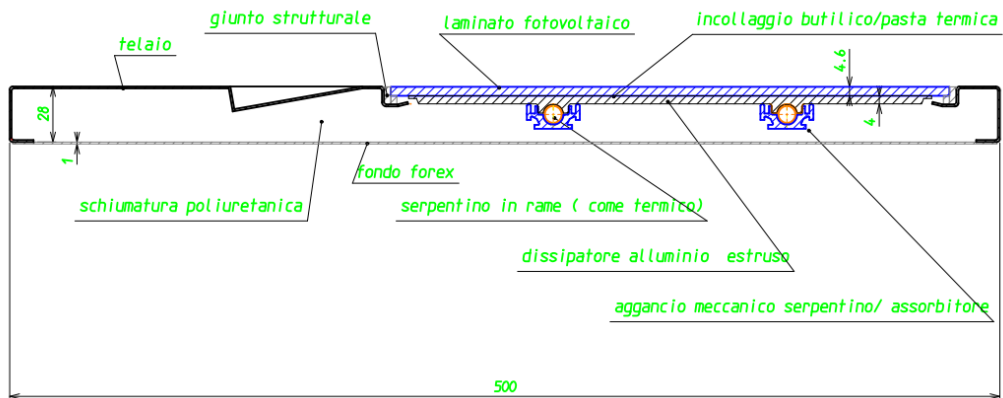 giunto strutturale
laminato fotovoltaico
incollaggio butilico/pasta termica
telaio
4.6
28
4
1
fondo forex
schiumatura poliuretanica
serpentino in rame ( come termico)
dissipatore alluminio estruso
aggancio meccanico serpentino/ assorbitore
500